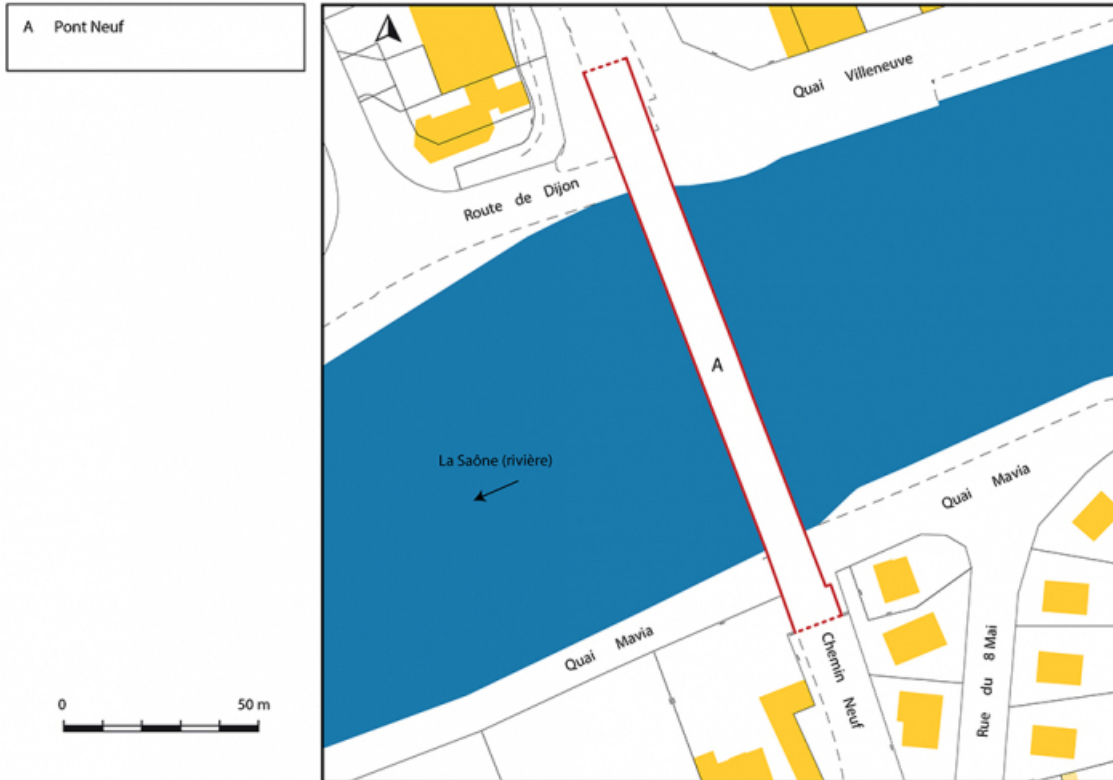 A Pont Neuf
Quai Villeneuve
Route de Dijon
A
La Saône (rivière)
Quai Mavia
Quai Mavia
Chemin Neuf
Rue du 8 Mai
0 50 m